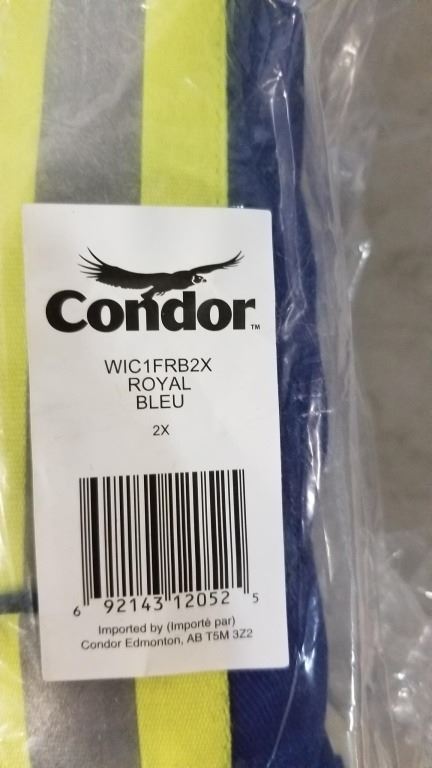 Condor™
WIC1FRB2X
ROYAL
BLEU
2X
6 92143 12052 5
Imported by (Importé par)
Condor Edmonton, AB T5M 3Z2